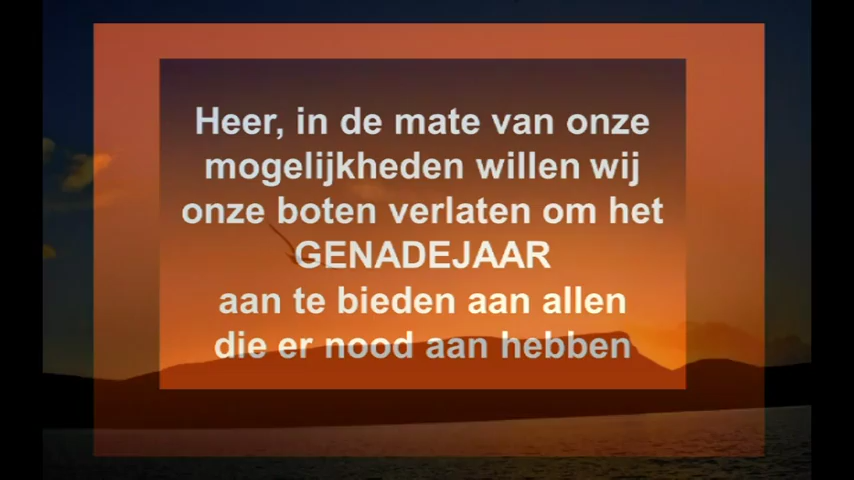 Heer, in de mate van onze
mogelijkheden willen wij
onze boten verlaten om het
GENADEJAAR
aan te bieden aan allen
die er nood aan hebben